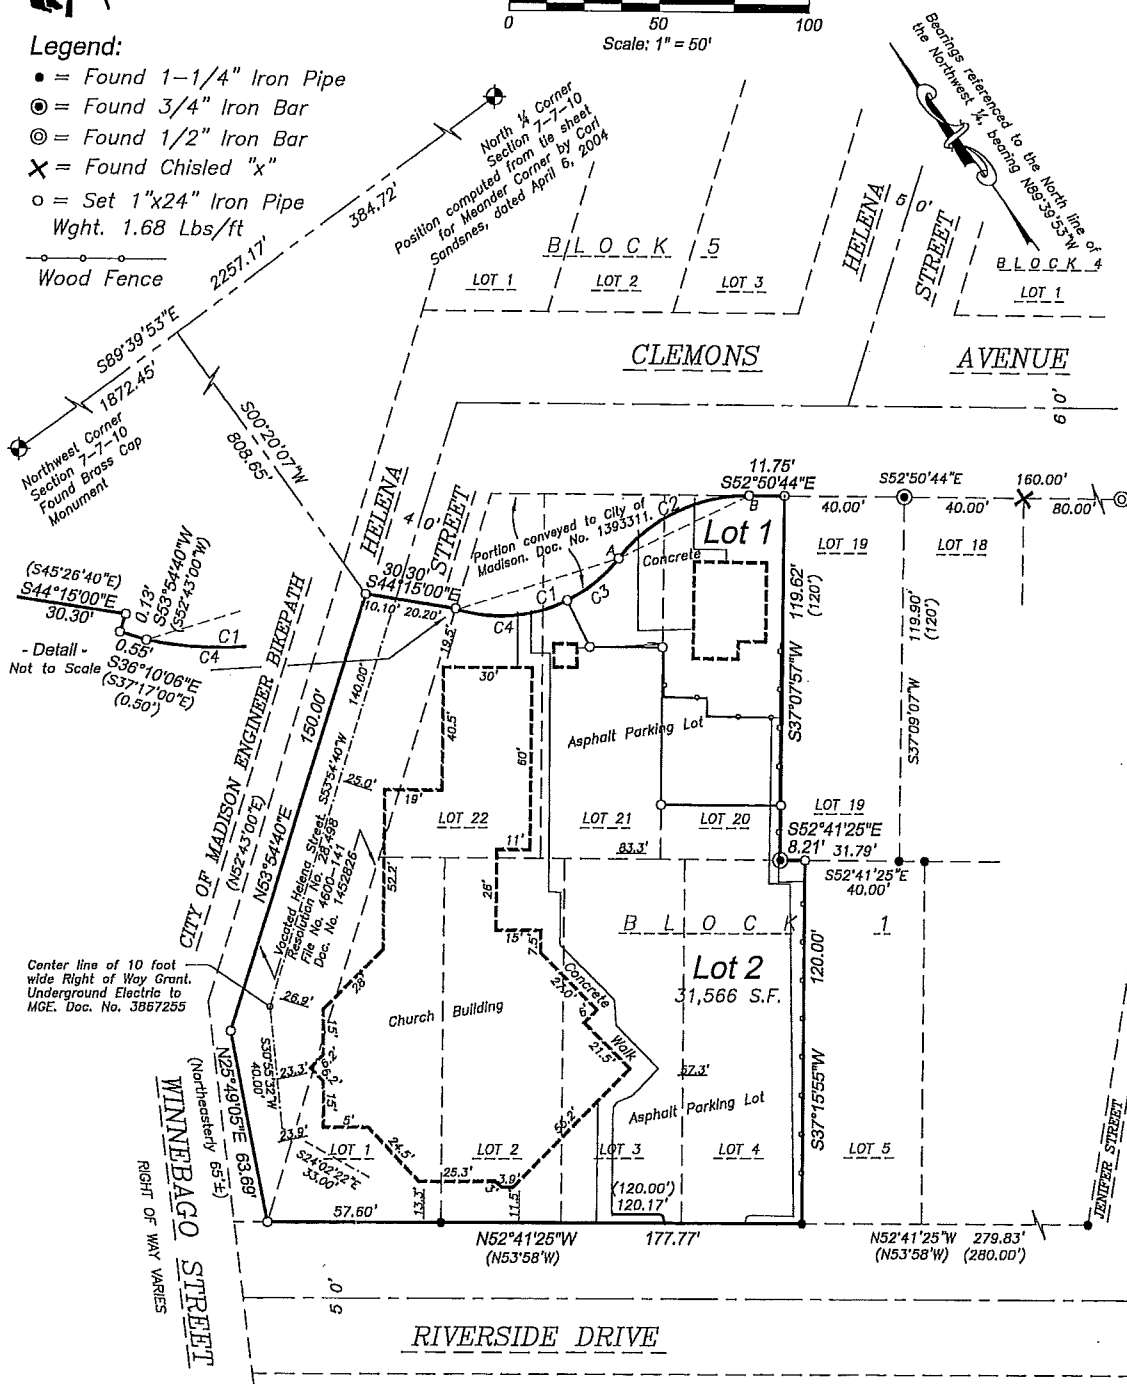 0 50 100
Scale: 1" = 50'
Legend:
• = Found 1-1/4" Iron Pipe
◉ = Found 3/4" Iron Bar
◎ = Found 1/2" Iron Bar
X = Found Chisled "x"
o = Set 1"x24" Iron Pipe
Wght. 1.68 Lbs/ft
Wood Fence
North ¼ Corner
Section 7-7-10
Position computed from tie sheet
for Meander Corner by Carl
Sandsnes, dated April 6, 2004
Bearings referenced to the North line of
the Northwest ¼, bearing N89°39'53"W
384.72'
2257.17'
S89°39'53"E
1872.45'
Northwest Corner
Section 7-7-10
Found Brass Cap
Monument
S00°20'07"W
808.65'
BLOCK 5
LOT 1
LOT 2
LOT 3
HELENA
STREET
5 0'
BLOCK 4
LOT 1
CLEMONS AVENUE
6 0'
HELENA
STREET
4 0'
Portion conveyed to City of
Madison. Doc. No. 1393311.
11.75'
S52°50'44"E
S52°50'44"E
160.00'
40.00'
40.00'
80.00'
C2
B
A
C1
C3
C4
Concrete
Lot 1
LOT 19
LOT 18
119.62'
(120')
S37°07'57"W
119.90'
(120')
S37°09'07"W
30.30'
S44°15'00"E
10.10'
20.20'
19.5'
(S45°26'40"E)
S44°15'00"E
30.30'
0.13'
S53°54'40"W
(S52°43'00"W)
C1
C4
- Detail -
Not to Scale
0.55'
S36°10'06"E
(S37°17'00"E)
(0.50')
CITY OF MADISON ENGINEER BIKEPATH
150.00'
N53°54'40"E
(N52°43'00"E)
140.00'
S53°54'40"W
Vacated Helena Street
Resolution No. 28,498
File No. 4600-141
Doc. No. 1452826
30'
40.5'
60'
25.0'
19'
11'
52.2'
26'
15'
7.5'
Asphalt Parking Lot
LOT 22
LOT 21
LOT 20
LOT 19
83.3'
S52°41'25"E
8.21'
31.79'
S52°41'25"E
40.00'
BLOCK 1
Lot 2
31,566 S.F.
120.00'
S37°15'55"W
Center line of 10 foot
wide Right of Way Grant.
Underground Electric to
MGE. Doc. No. 3867255
Church Building
Concrete
Walk
27.0'
6'
21.5'
56.2'
57.3'
Asphalt Parking Lot
28'
26.9'
15'
6.2'
6.2'
23.3'
15'
5'
23.9'
S30°55'32"W
40.00'
S24°02'22"E
33.00'
24.5'
25.3'
3.9'
13.3'
11.5'
LOT 1
LOT 2
LOT 3
LOT 4
LOT 5
(120.00')
120.17'
N25°49'05"E 63.69'
(Northeasterly 65'±)
WINNEBAGO STREET
RIGHT OF WAY VARIES
57.60'
N52°41'25"W
177.77'
(N53°58'W)
N52°41'25"W 279.83'
(N53°58'W) (280.00')
JENIFER STREET
5 0'
RIVERSIDE DRIVE